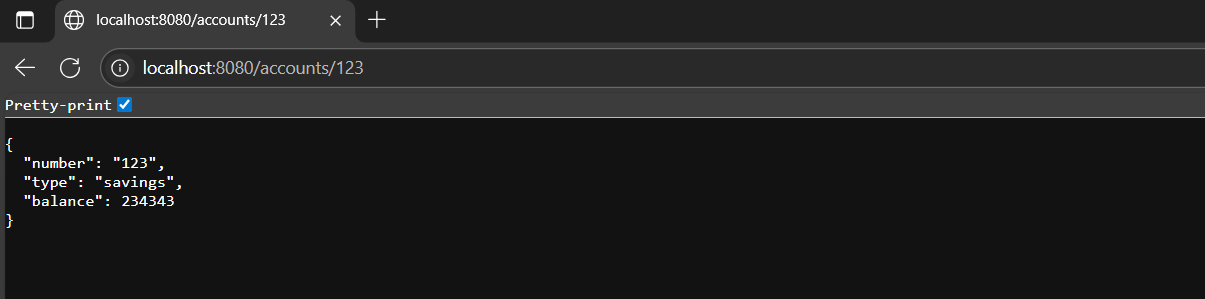 localhost:8080/accounts/123
localhost:8080/accounts/123
Pretty-print
{
  "number": "123",
  "type": "savings",
  "balance": 234343
}